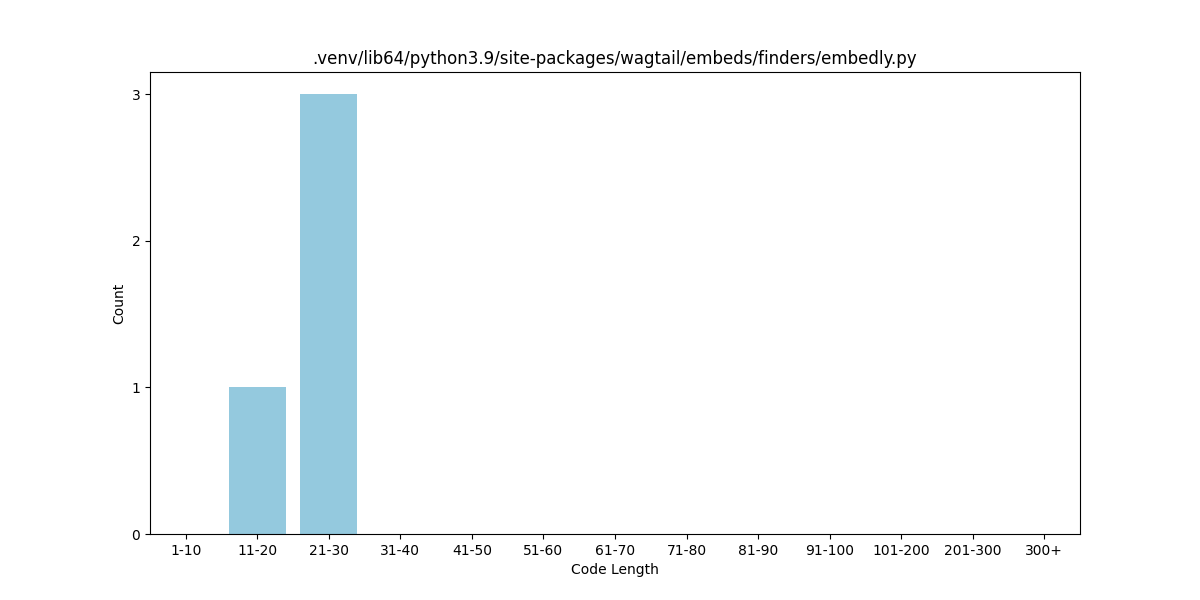 .venv/lib64/python3.9/site-packages/wagtail/embeds/finders/embedly.py
3
2
1
0
Count
1-10 11-20 21-30 31-40 41-50 51-60 61-70 71-80 81-90 91-100 101-200 201-300 300+
Code Length